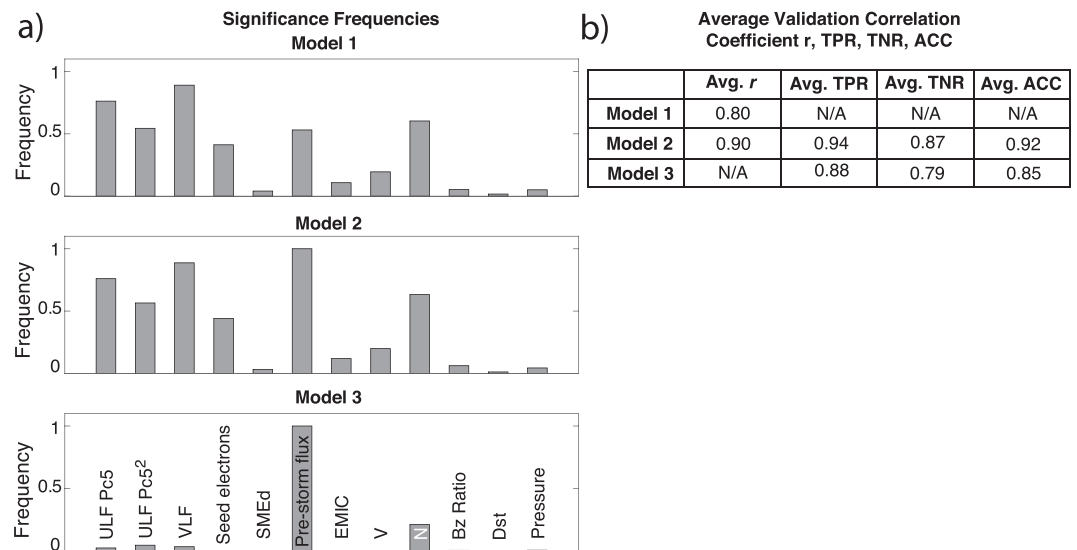 a)
Significance Frequencies
Model 1
Frequency
1
0.5
0
Model 2
Frequency
1
0.5
0
Model 3
Frequency
1
0.5
0
ULF Pc5
ULF Pc5²
VLF
Seed electrons
SMEd
Pre-storm flux
EMIC
V
N
Bz Ratio
Dst
Pressure
b)
Average Validation Correlation
Coefficient r, TPR, TNR, ACC
Avg. r Avg. TPR Avg. TNR Avg. ACC
Model 1 0.80 N/A N/A N/A
Model 2 0.90 0.94 0.87 0.92
Model 3 N/A 0.88 0.79 0.85